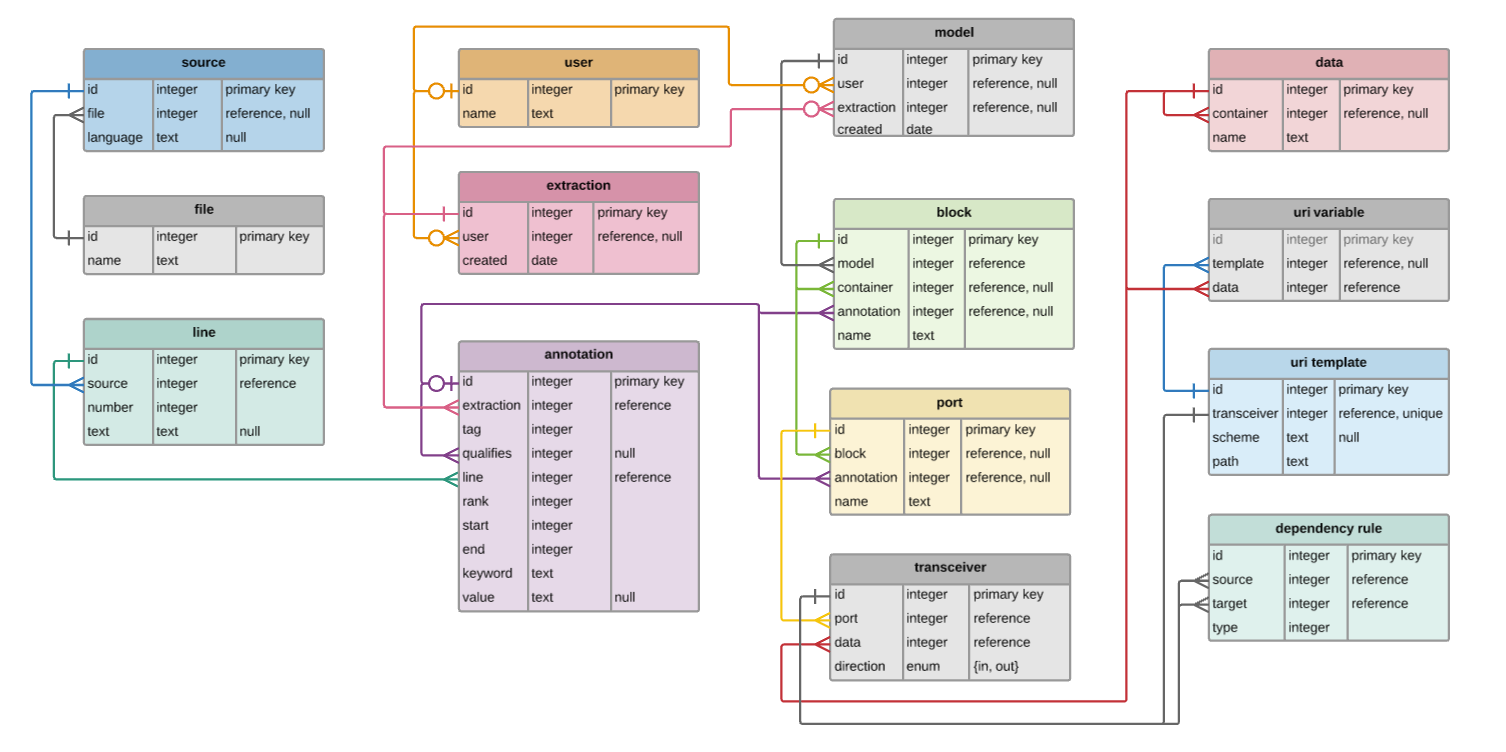 source
id integer primary key
file integer reference, null
language text null
file
id integer primary key
name text
line
id integer primary key
source integer reference
number integer
text text null
user
id integer primary key
name text
extraction
id integer primary key
user integer reference, null
created date
annotation
id integer primary key
extraction integer reference
tag integer
qualifies integer null
line integer reference
rank integer
start integer
end integer
keyword text
value text null
model
id integer primary key
user integer reference, null
extraction integer reference, null
created date
block
id integer primary key
model integer reference
container integer reference, null
annotation integer reference, null
name text
port
id integer primary key
block integer reference, null
annotation integer reference, null
name text
transceiver
id integer primary key
port integer reference
data integer reference
direction enum {in, out}
data
id integer primary key
container integer reference, null
name text
uri variable
id integer primary key
template integer reference, null
data integer reference
uri template
id integer primary key
transceiver integer reference, unique
scheme text null
path text
dependency rule
id integer primary key
source integer reference
target integer reference
type integer